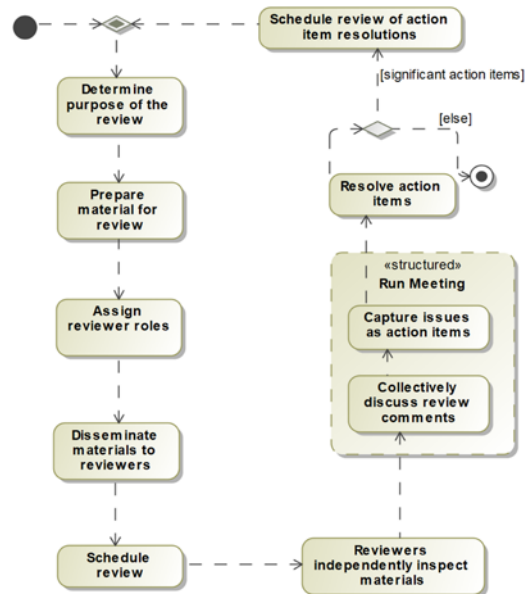 Schedule review of action
item resolutions
[significant action items]
[else]
Determine
purpose of the
review
Prepare
material for
review
Assign
reviewer roles
Disseminate
materials to
reviewers
Schedule
review
Reviewers
independently inspect
materials
«structured»
Run Meeting
Collectively
discuss review
comments
Capture issues
as action items
Resolve action
items